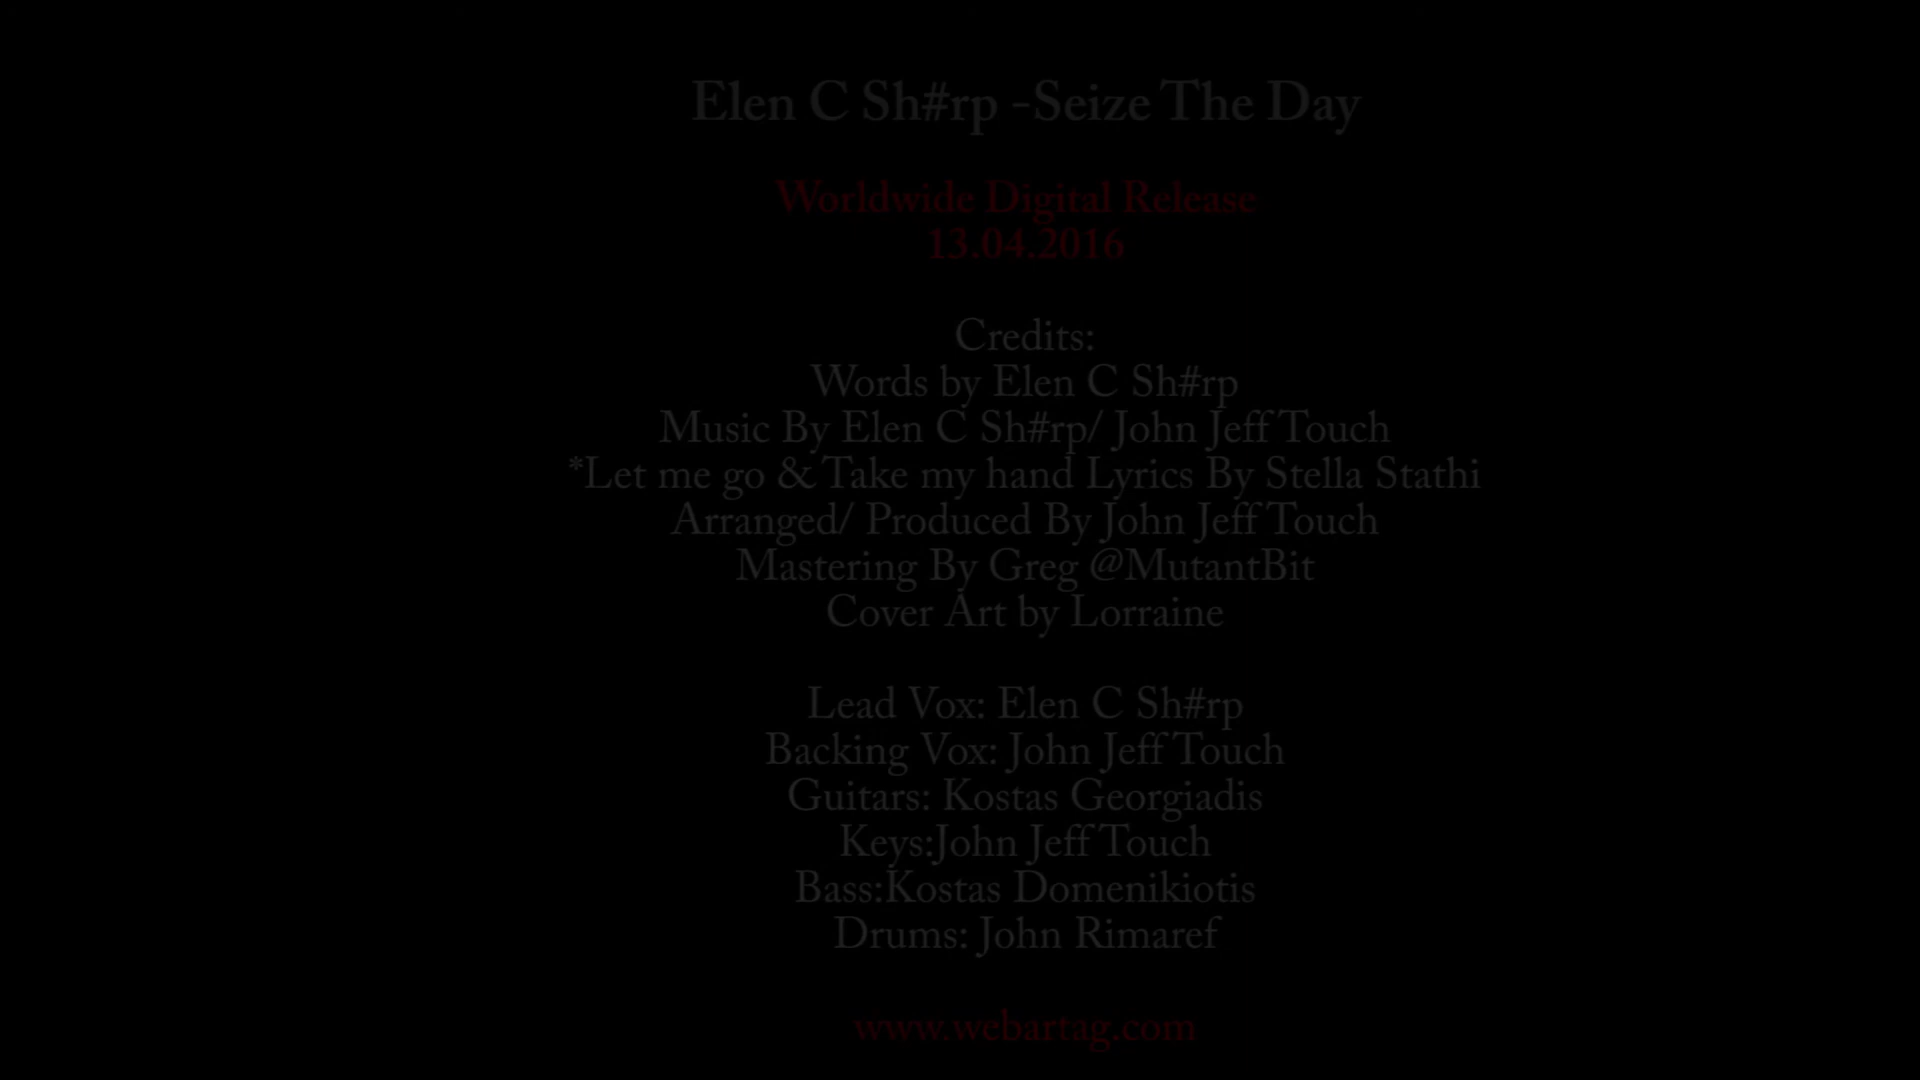 Elen C Sh#rp -Seize The Day
Worldwide Digital Release
13.04.2016
Credits:
Words by Elen C Sh#rp
Music By Elen C Sh#rp/ John Jeff Touch
*Let me go & Take my hand Lyrics By Stella Stathi
Arranged/ Produced By John Jeff Touch
Mastering By Greg @MutantBit
Cover Art by Lorraine
Lead Vox: Elen C Sh#rp
Backing Vox: John Jeff Touch
Guitars: Kostas Georgiadis
Keys:John Jeff Touch
Bass:Kostas Domenikiotis
Drums: John Rimaref
www.webartag.com